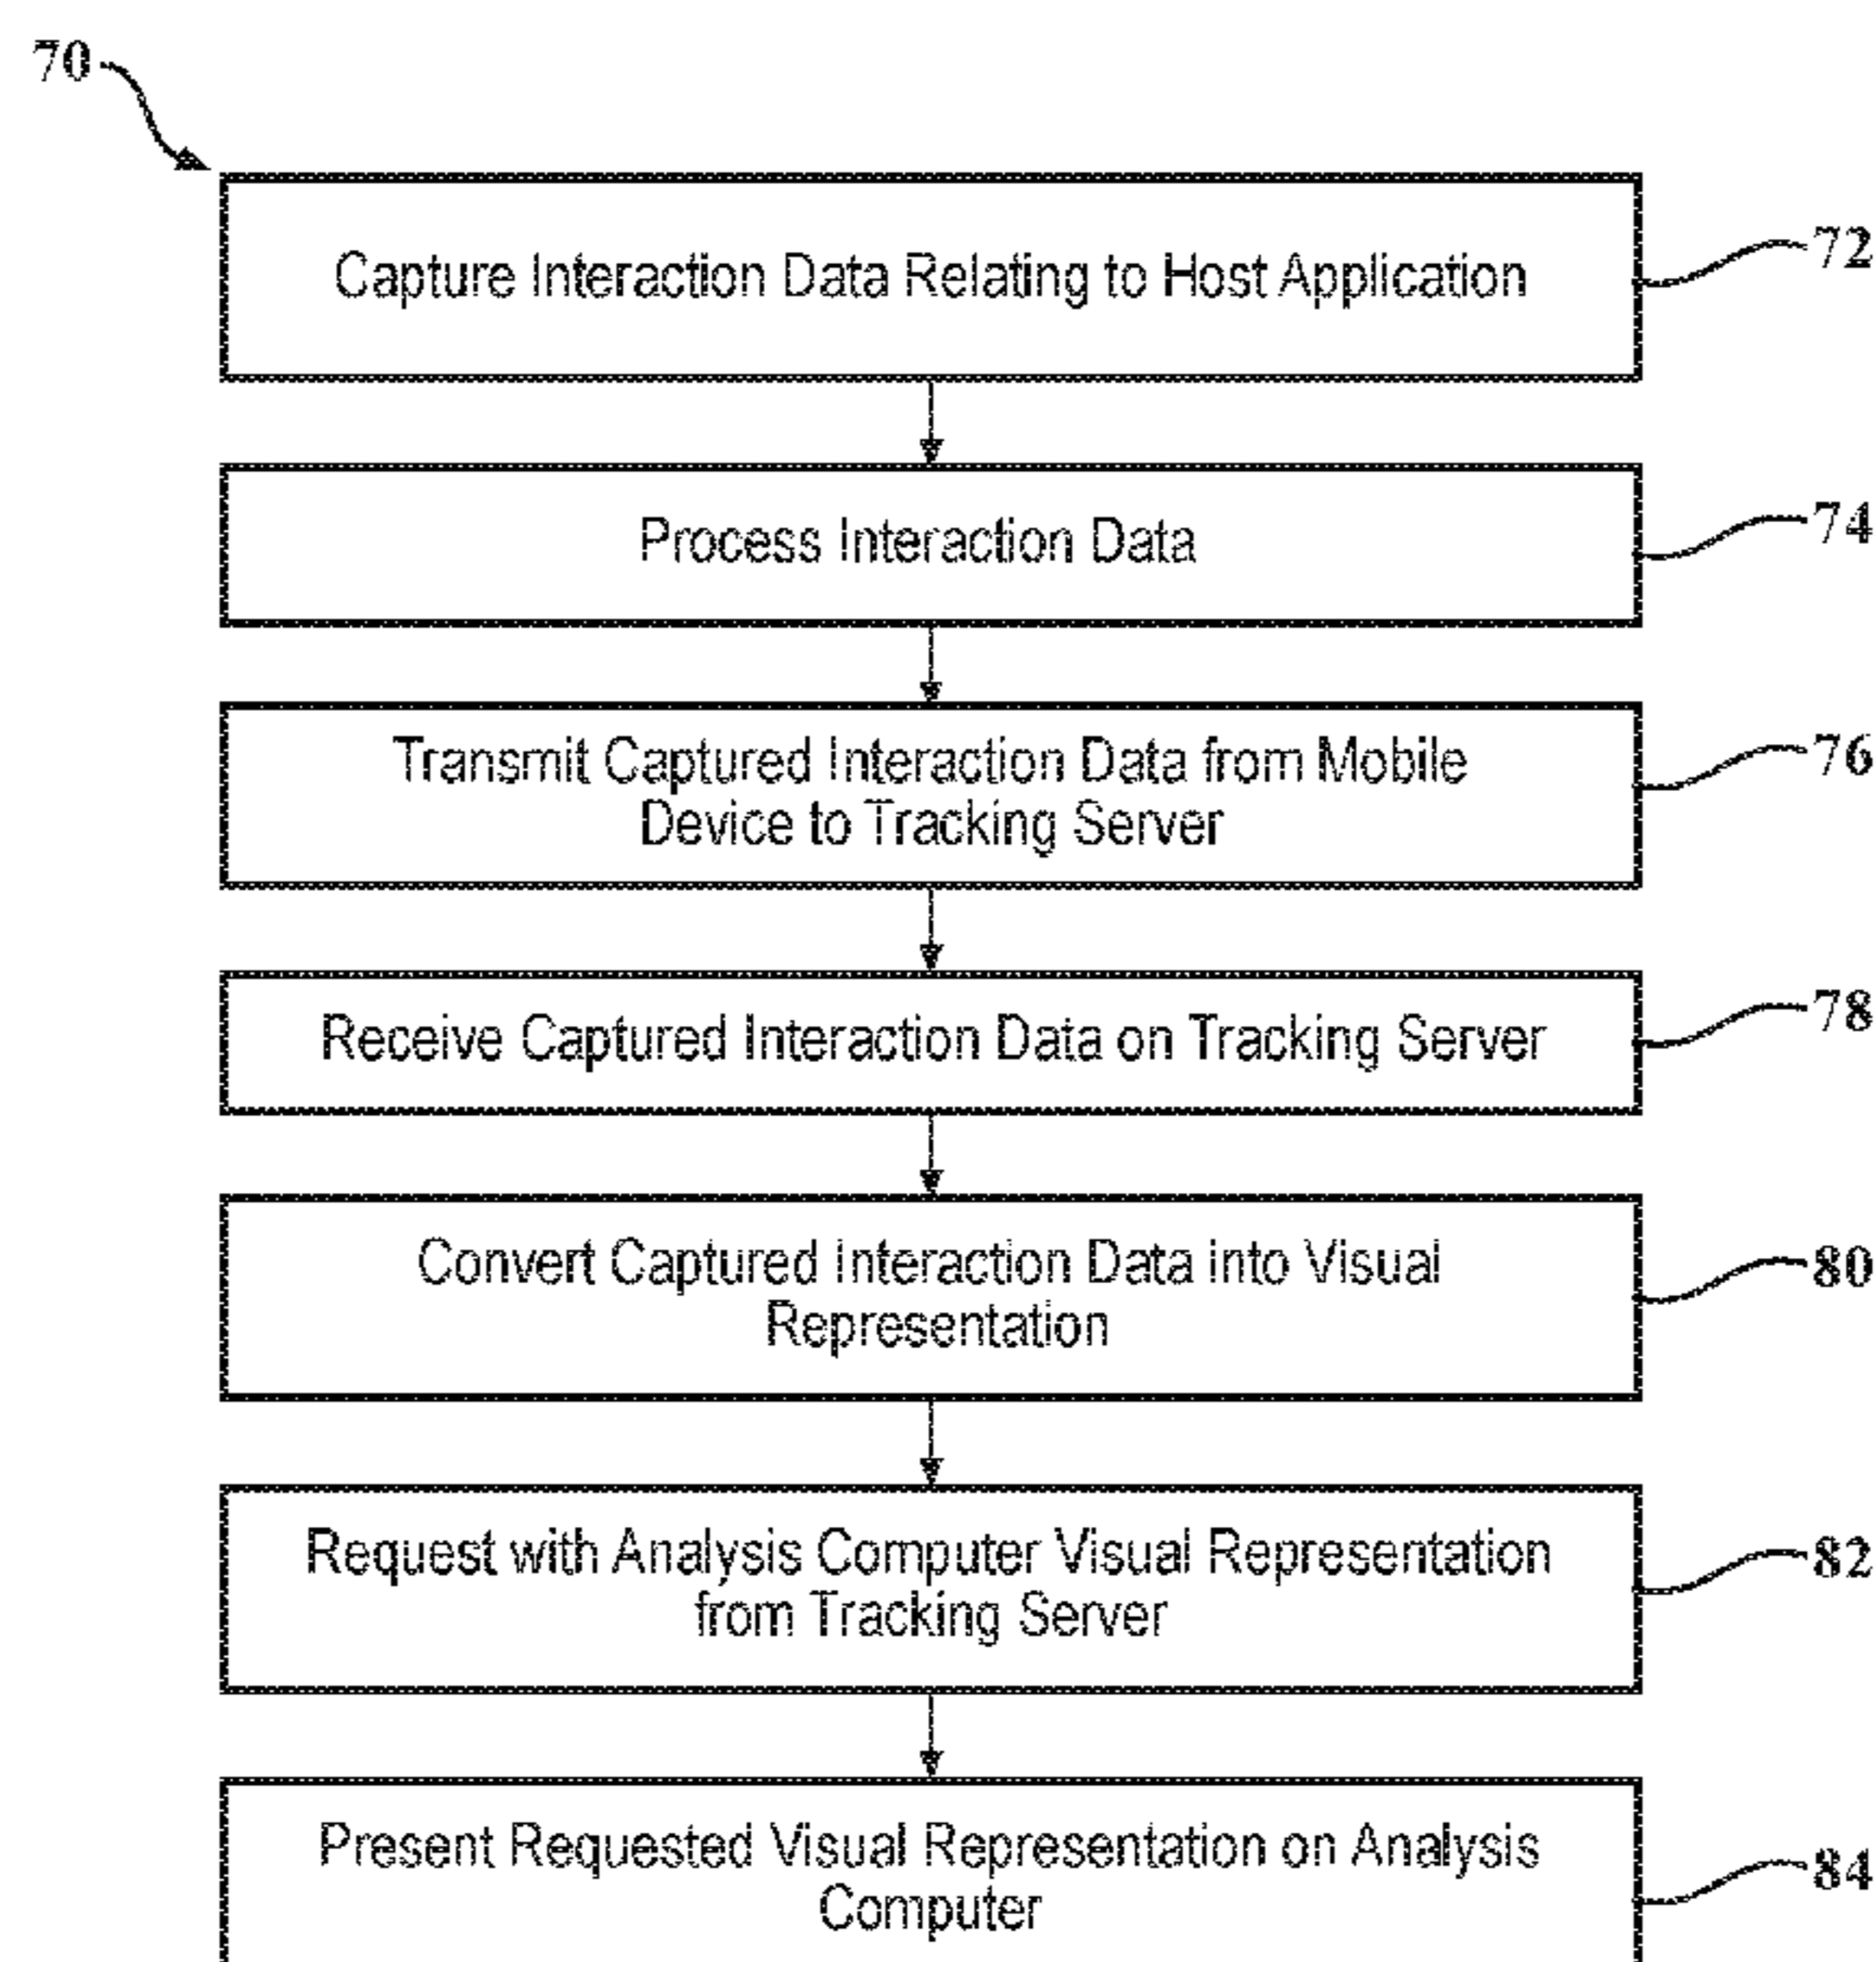 70
Capture Interaction Data Relating to Host Application
72
Process Interaction Data
74
Transmit Captured Interaction Data from Mobile
Device to Tracking Server
76
Receive Captured Interaction Data on Tracking Server
78
Convert Captured Interaction Data into Visual
Representation
80
Request with Analysis Computer Visual Representation
from Tracking Server
82
Present Requested Visual Representation on Analysis
Computer
84